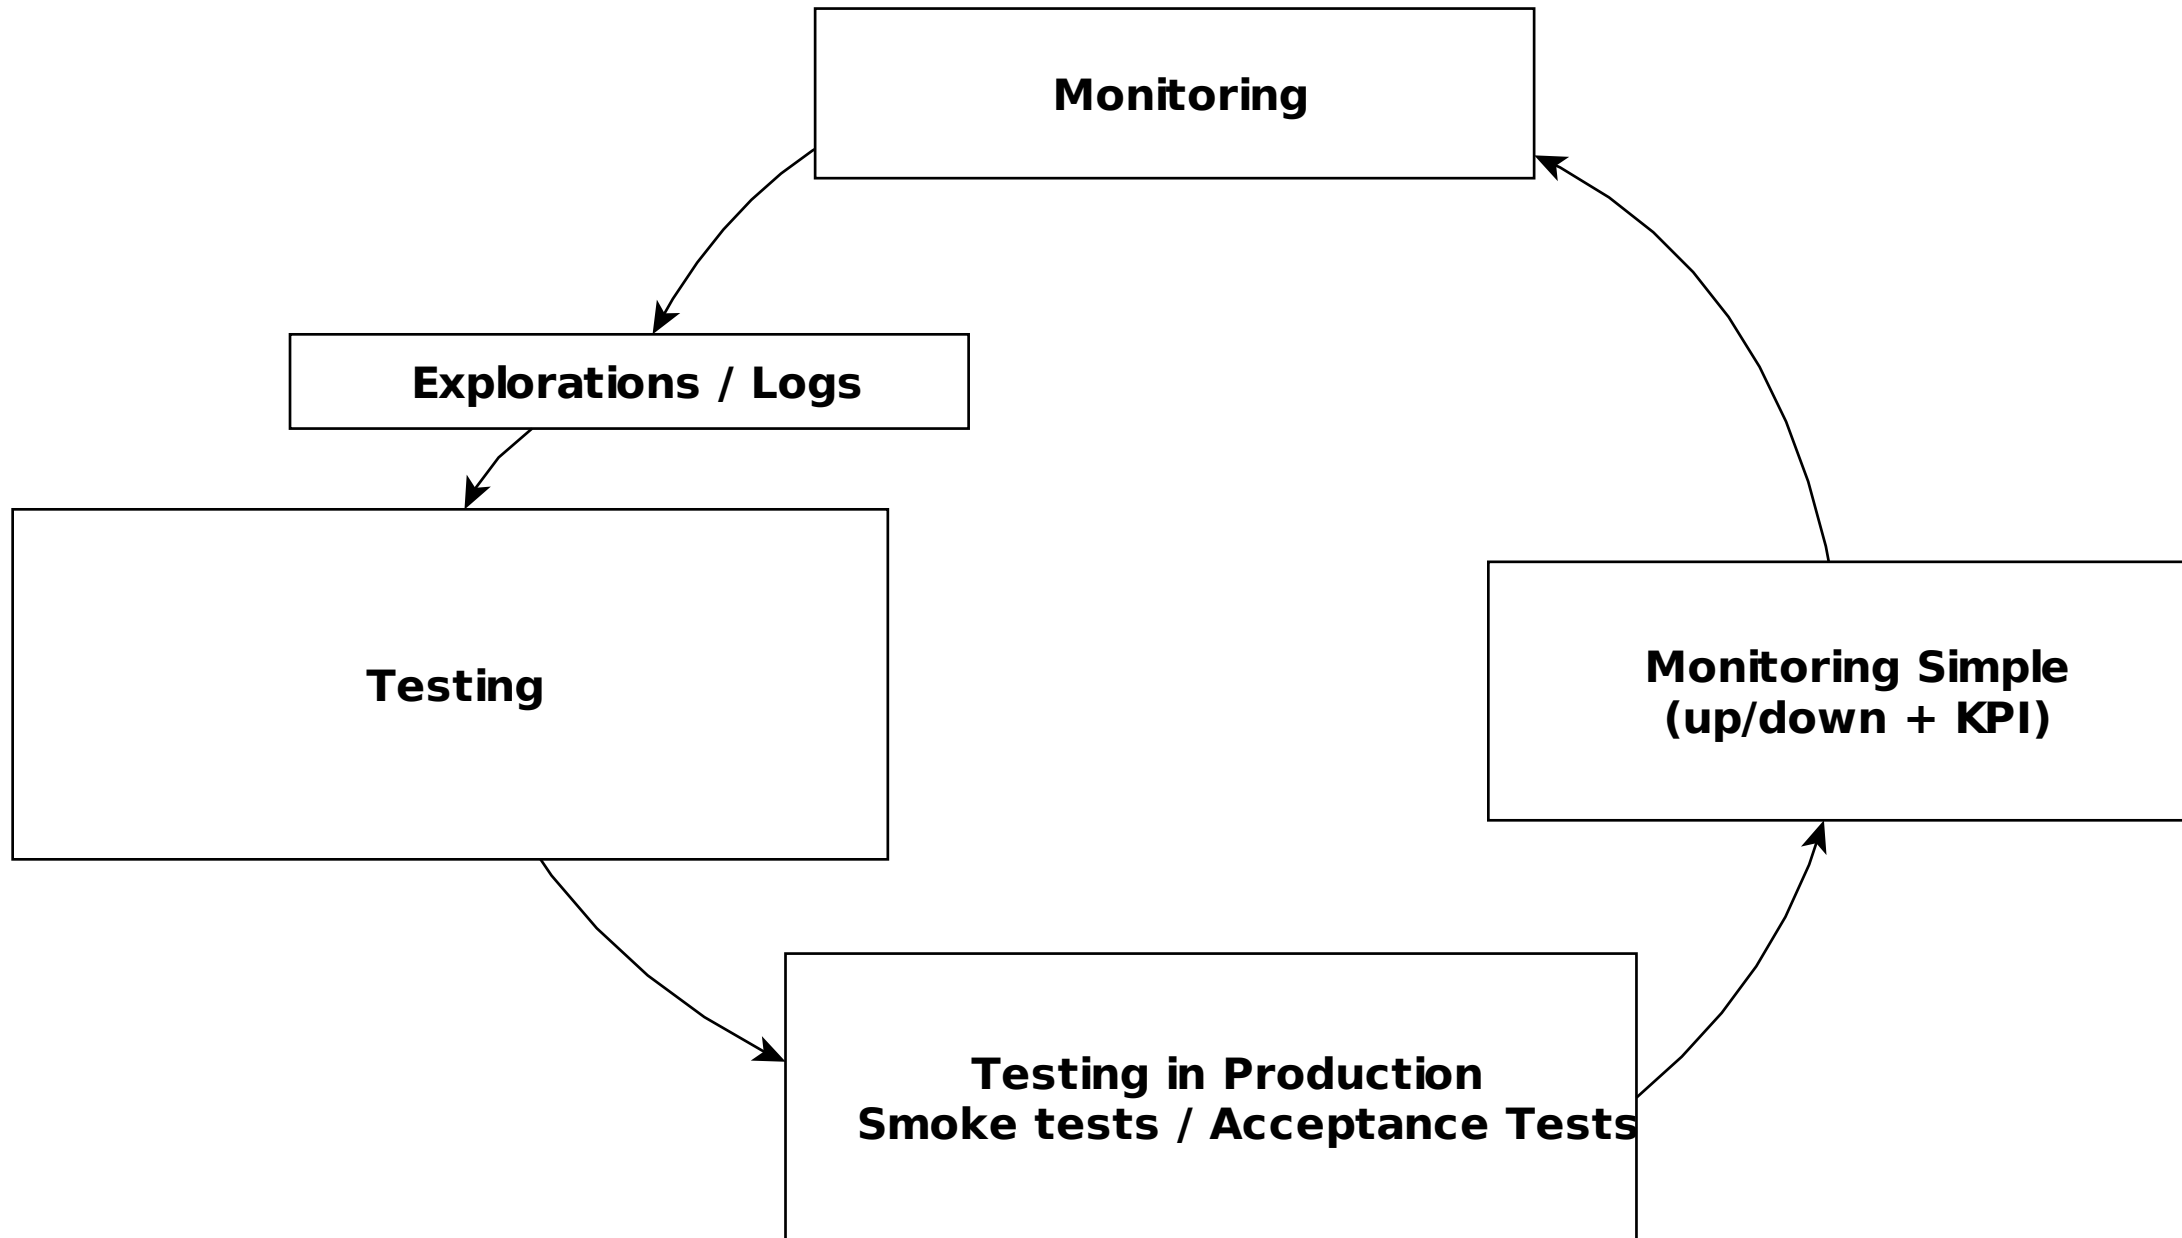 Monitoring
Explorations / Logs
Testing
Monitoring Simple
(up/down + KPI)
Testing in Production
Smoke tests / Acceptance Tests